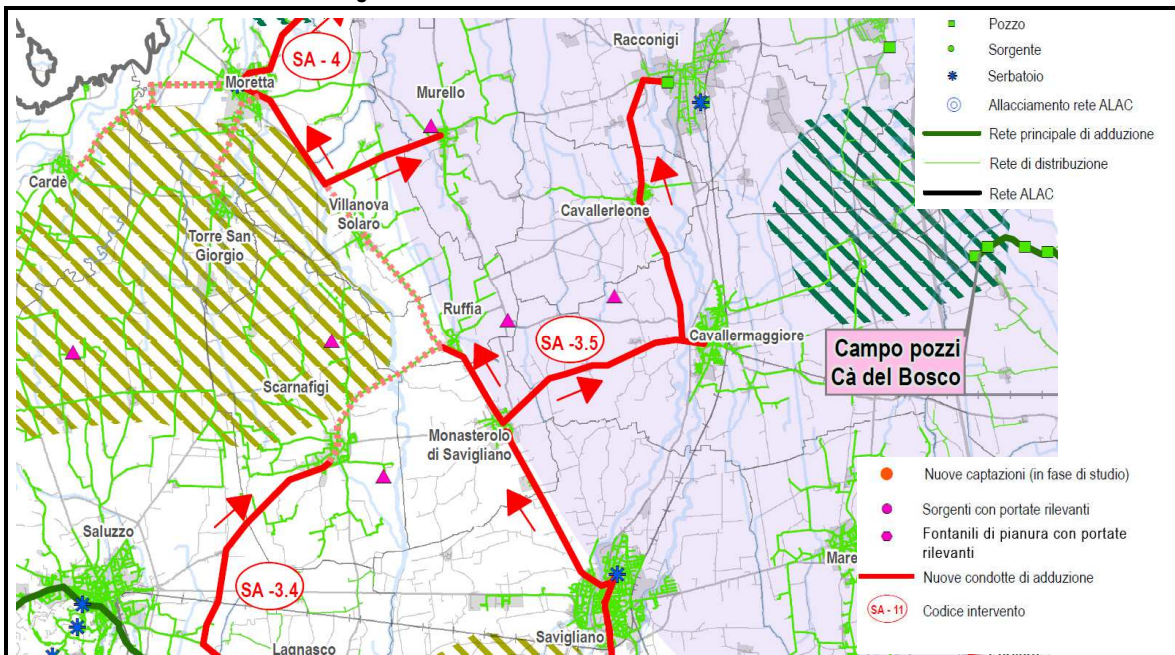 SA - 4
Racconigi
Moretta
Murello
Cardè
Villanova
Solaro
Cavallerleone
Torre San
Giorgio
Ruffia
SA -3.5
Cavallermaggiore
Campo pozzi
Cà del Bosco
Scarnafigi
Monasterolo
di Savigliano
Saluzzo
Mare
SA -3.4
Savigliano
Lagnasco
Pozzo
Sorgente
Serbatoio
Allacciamento rete ALAC
Rete principale di adduzione
Rete di distribuzione
Rete ALAC
Nuove captazioni (in fase di studio)
Sorgenti con portate rilevanti
Fontanili di pianura con portate
rilevanti
Nuove condotte di adduzione
SA - 11
Codice intervento